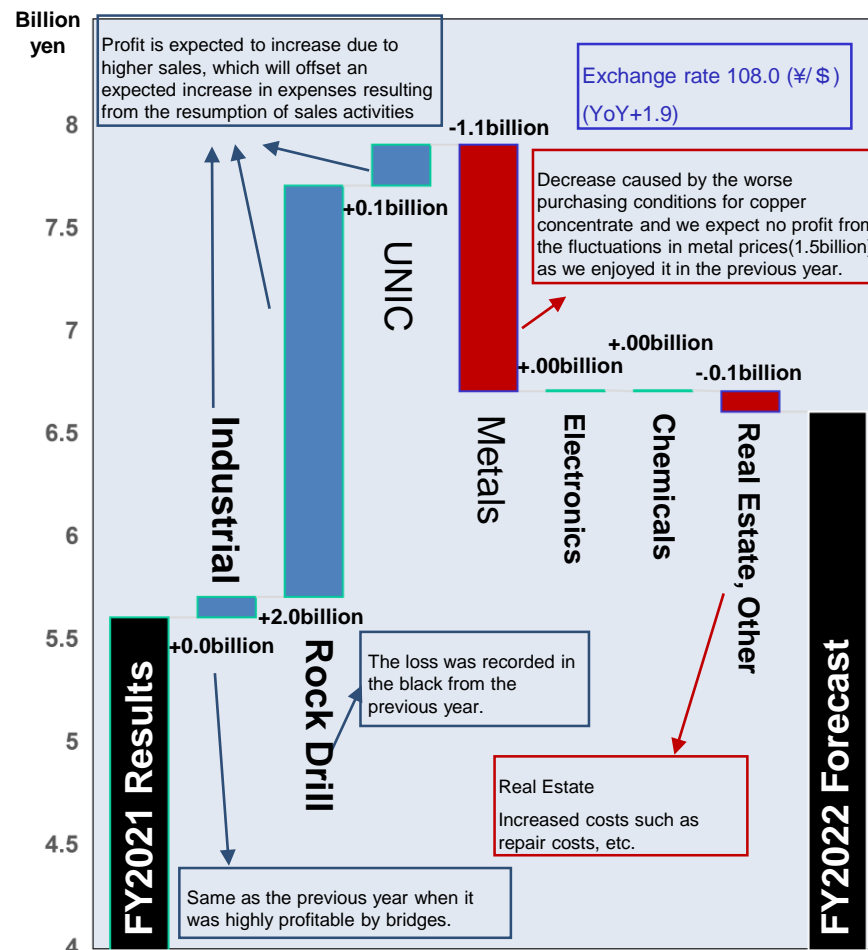 Billion
yen
Profit is expected to increase due to
higher sales, which will offset an
expected increase in expenses resulting
from the resumption of sales activities
Exchange rate 108.0 (¥/＄)
(YoY+1.9)
8
7.5
7
6.5
6
5.5
5
4.5
4
-1.1billion
Decrease caused by the worse
purchasing conditions for copper
concentrate and we expect no profit from
the fluctuations in metal prices(1.5billion)
as we enjoyed it in the previous year.
+0.1billion
UNIC
+.00billion
+.00billion
-.0.1billion
Industrial
Metals
Electronics
Chemicals
Real Estate, Other
+2.0billion
+0.0billion
Rock Drill
The loss was recorded in
the black from the
previous year.
FY2021 Results
FY2022 Forecast
Real Estate
Increased costs such as
repair costs, etc.
Same as the previous year when it
was highly profitable by bridges.